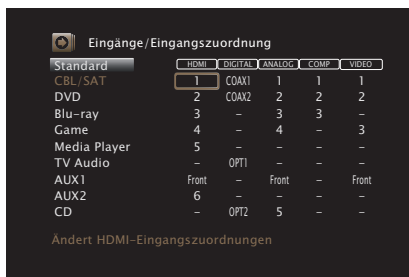 Eingänge/Eingangszuordnung
Standard HDMI DIGITAL ANALOG COMP VIDEO
CBL/SAT 1 COAX1 1 1 1
DVD 2 COAX2 2 2 2
Blu-ray 3 – 3 3 –
Game 4 – 4 – 3
Media Player 5
TV Audio – OPT1 – – –
AUX1 Front – Front – Front
AUX2 6 – – – –
CD – OPT2 5 – –
Ändert HDMI-Eingangszuordnungen